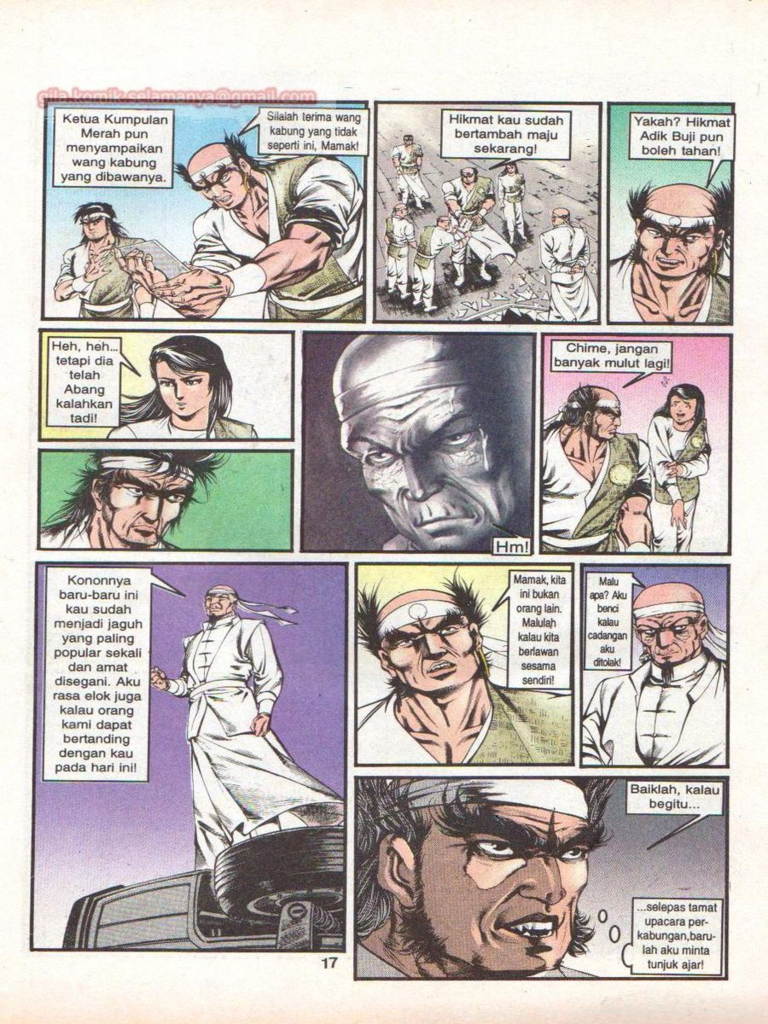 gila.komik.selamanya@gmail.com
Ketua Kumpulan
Merah pun
menyampaikan
wang kabung
yang dibawanya.
Silalah terima wang
kabung yang tidak
seperti ini, Mamak!
Hikmat kau sudah
bertambah maju
sekarang!
Yakah? Hikmat
Adik Buji pun
boleh tahan!
Heh, heh...
tetapi dia
telah
Abang
kalahkan
tadi!
Hm!
Chime, jangan
banyak mulut lagi!
Kononnya
baru-baru ini
kau sudah
menjadi jaguh
yang paling
popular sekali
dan amat
disegani. Aku
rasa elok juga
kalau orang
kami dapat
bertanding
dengan kau
pada hari ini!
Mamak, kita
ini bukan
orang lain.
Malulah
kalau kita
berlawan
sesama
sendiri!
Malu
apa? Aku
benci
kalau
cadangan
aku
ditolak!
Baiklah, kalau
begitu...
...selepas tamat
upacara per-
kabungan,baru-
lah aku minta
tunjuk ajar!
17